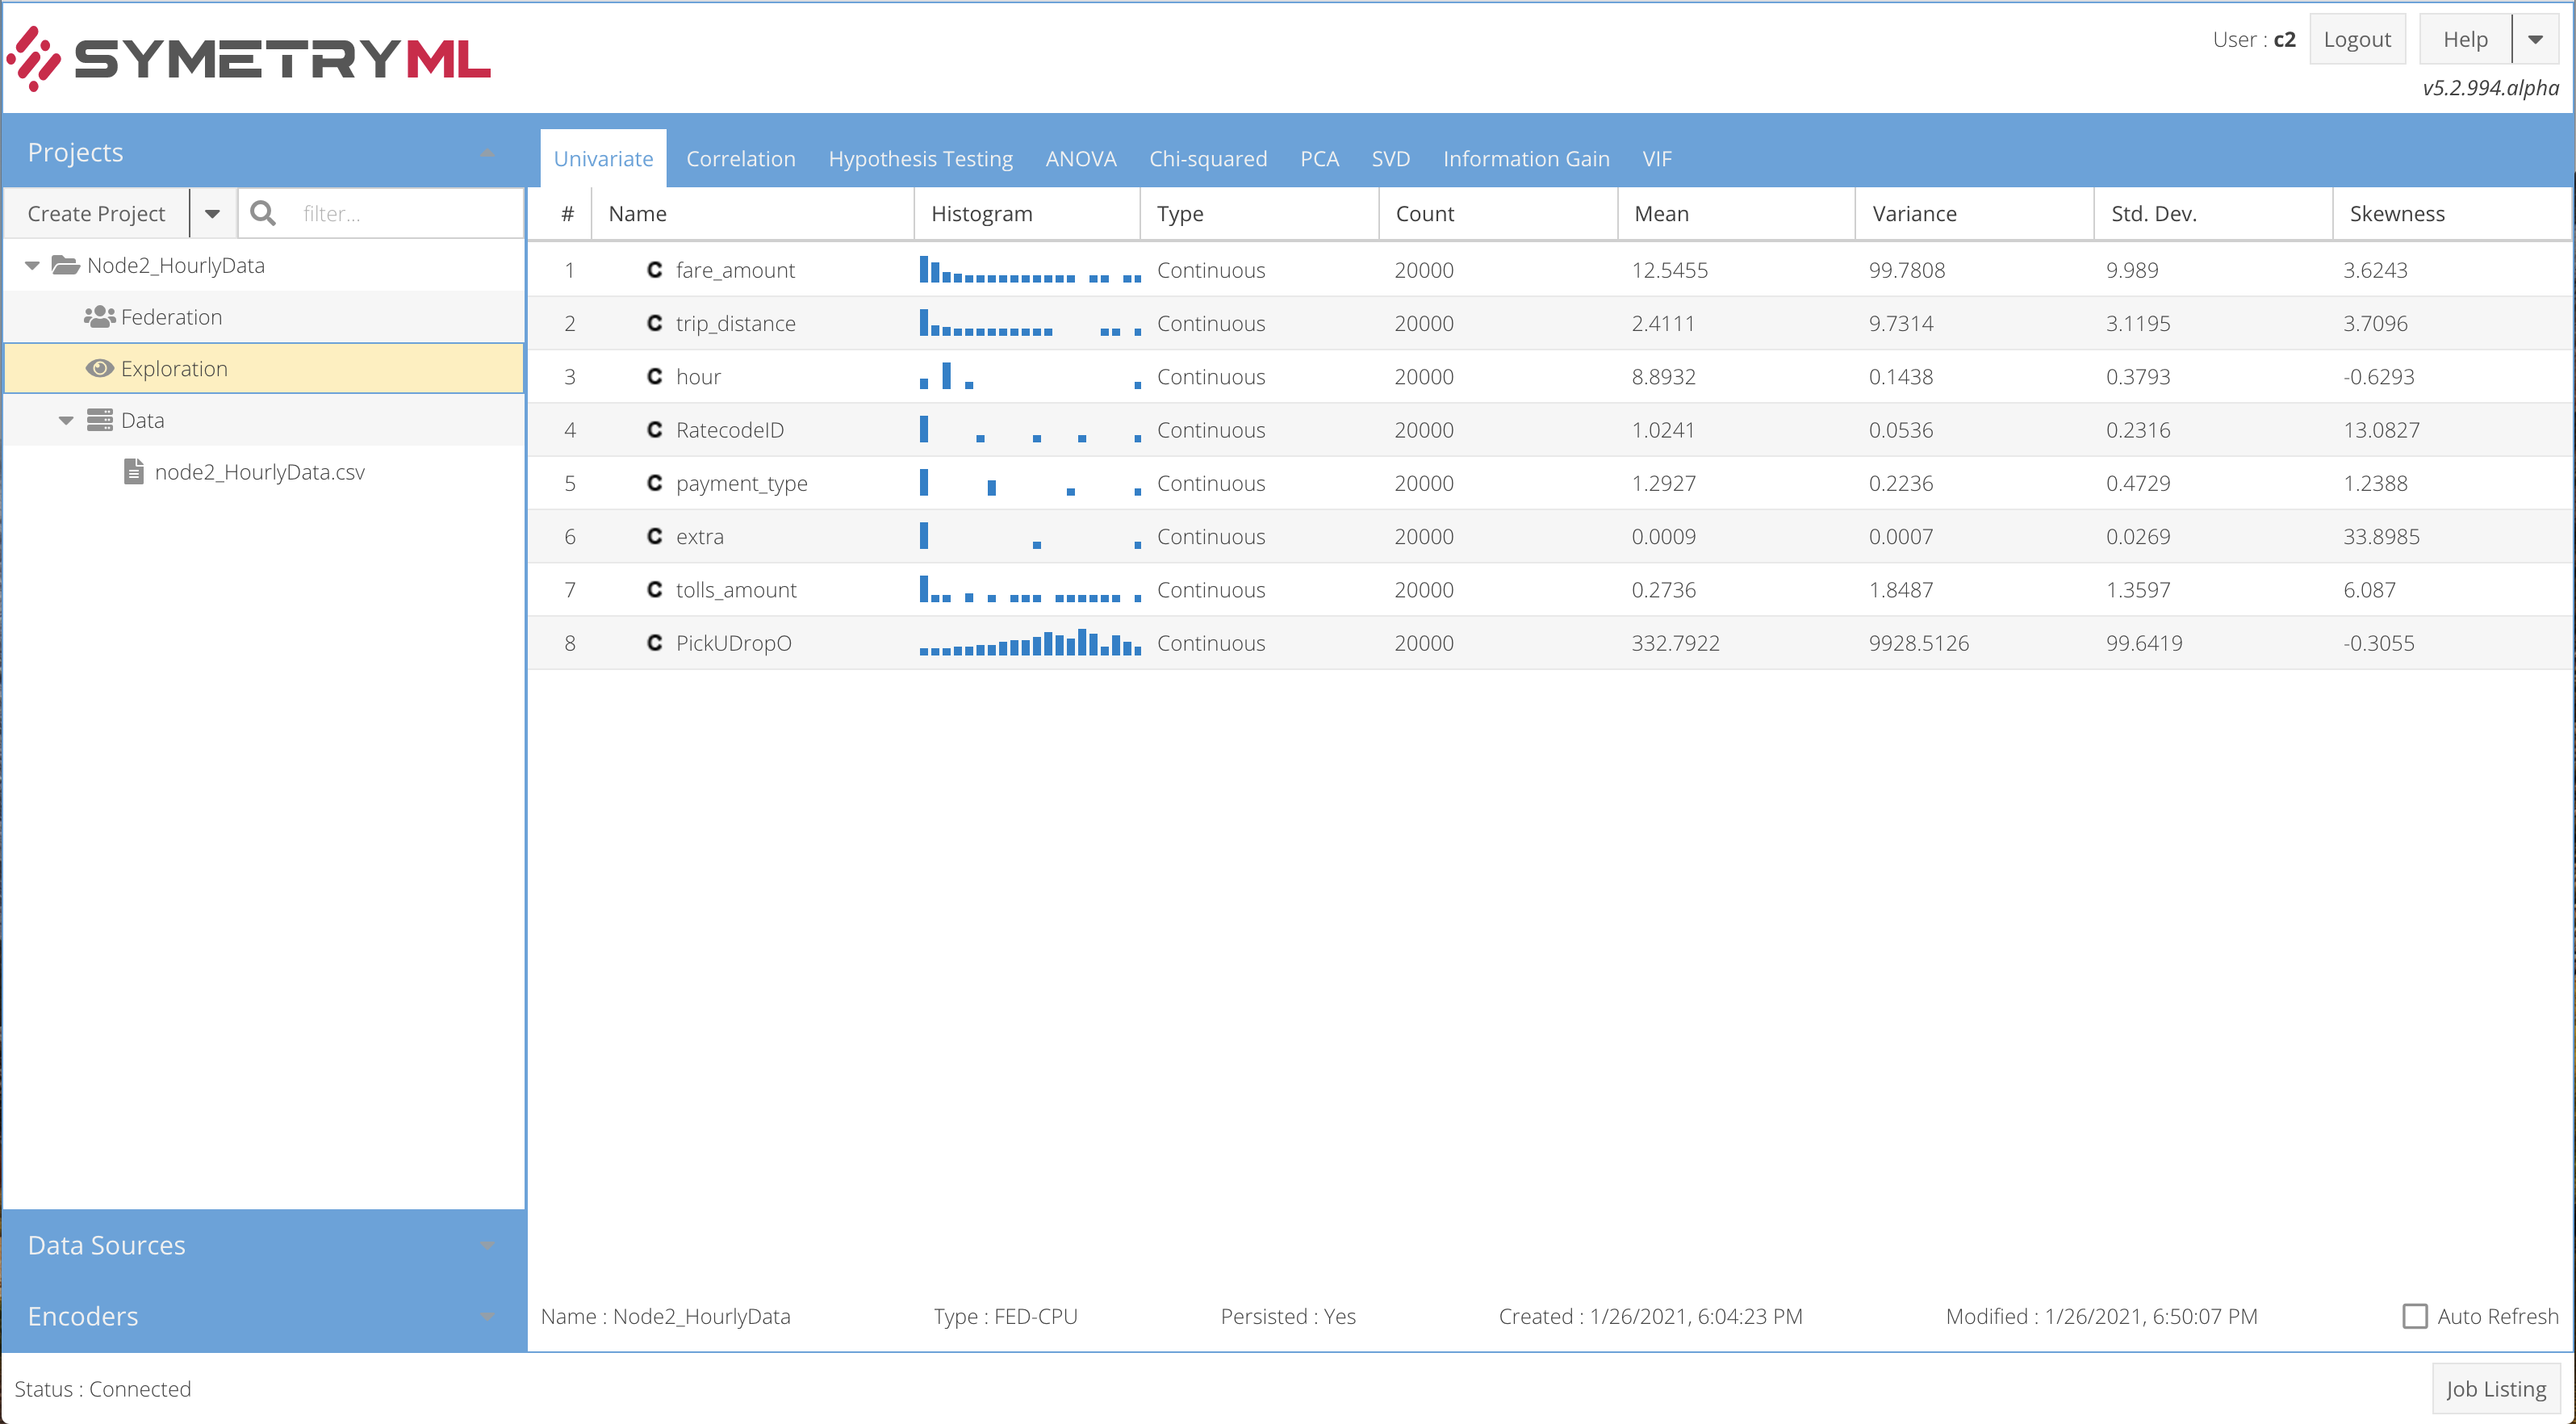 SYMETRYML
User : c2 Logout Help
v5.2.994.alpha
Projects
Univariate Correlation Hypothesis Testing ANOVA Chi-squared PCA SVD Information Gain VIF
Create Project filter...
# Name Histogram Type Count Mean Variance Std. Dev. Skewness
Node2_HourlyData
Federation
Exploration
Data
node2_HourlyData.csv
1 C fare_amount Continuous 20000 12.5455 99.7808 9.989 3.6243
2 C trip_distance Continuous 20000 2.4111 9.7314 3.1195 3.7096
3 C hour Continuous 20000 8.8932 0.1438 0.3793 -0.6293
4 C RatecodeID Continuous 20000 1.0241 0.0536 0.2316 13.0827
5 C payment_type Continuous 20000 1.2927 0.2236 0.4729 1.2388
6 C extra Continuous 20000 0.0009 0.0007 0.0269 33.8985
7 C tolls_amount Continuous 20000 0.2736 1.8487 1.3597 6.087
8 C PickUDropO Continuous 20000 332.7922 9928.5126 99.6419 -0.3055
Data Sources
Encoders
Name : Node2_HourlyData Type : FED-CPU Persisted : Yes Created : 1/26/2021, 6:04:23 PM Modified : 1/26/2021, 6:50:07 PM Auto Refresh
Status : Connected Job Listing